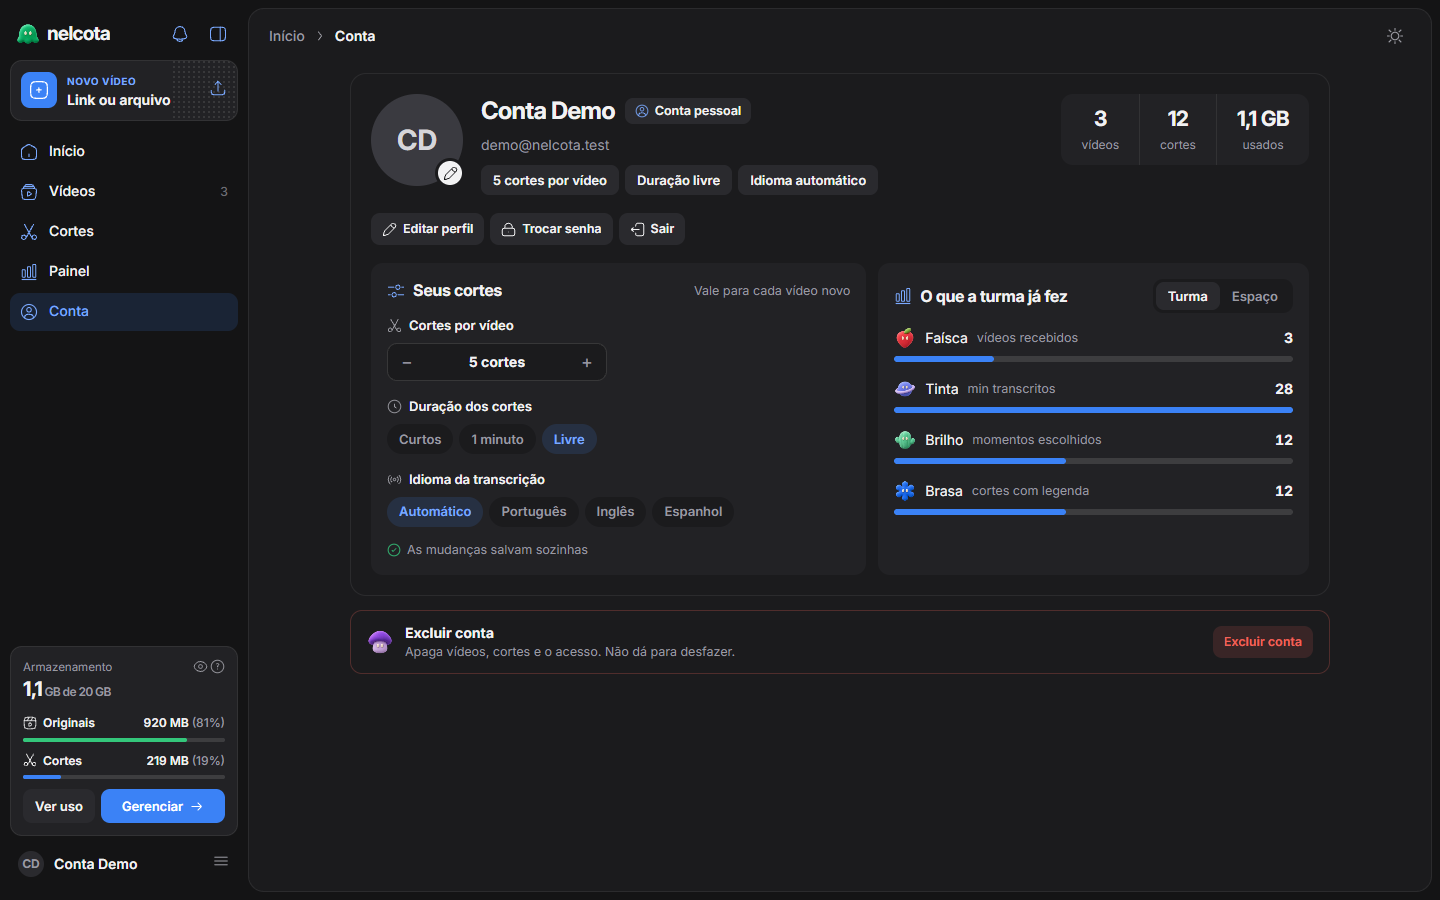 nelcota
NOVO VÍDEO
Link ou arquivo
Início
Vídeos 3
Cortes
Painel
Conta
Armazenamento
1,1 GB de 20 GB
Originais 920 MB (81%)
Cortes 219 MB (19%)
Ver uso Gerenciar →
CD Conta Demo
Início > Conta
CD
Conta Demo Conta pessoal
demo@nelcota.test
5 cortes por vídeo Duração livre Idioma automático
3 12 1,1 GB
vídeos cortes usados
Editar perfil Trocar senha Sair
Seus cortes Vale para cada vídeo novo
Cortes por vídeo
− 5 cortes +
Duração dos cortes
Curtos 1 minuto Livre
Idioma da transcrição
Automático Português Inglês Espanhol
As mudanças salvam sozinhas
O que a turma já fez Turma Espaço
Faísca vídeos recebidos 3
Tinta min transcritos 28
Brilho momentos escolhidos 12
Brasa cortes com legenda 12
Excluir conta
Apaga vídeos, cortes e o acesso. Não dá para desfazer.
Excluir conta